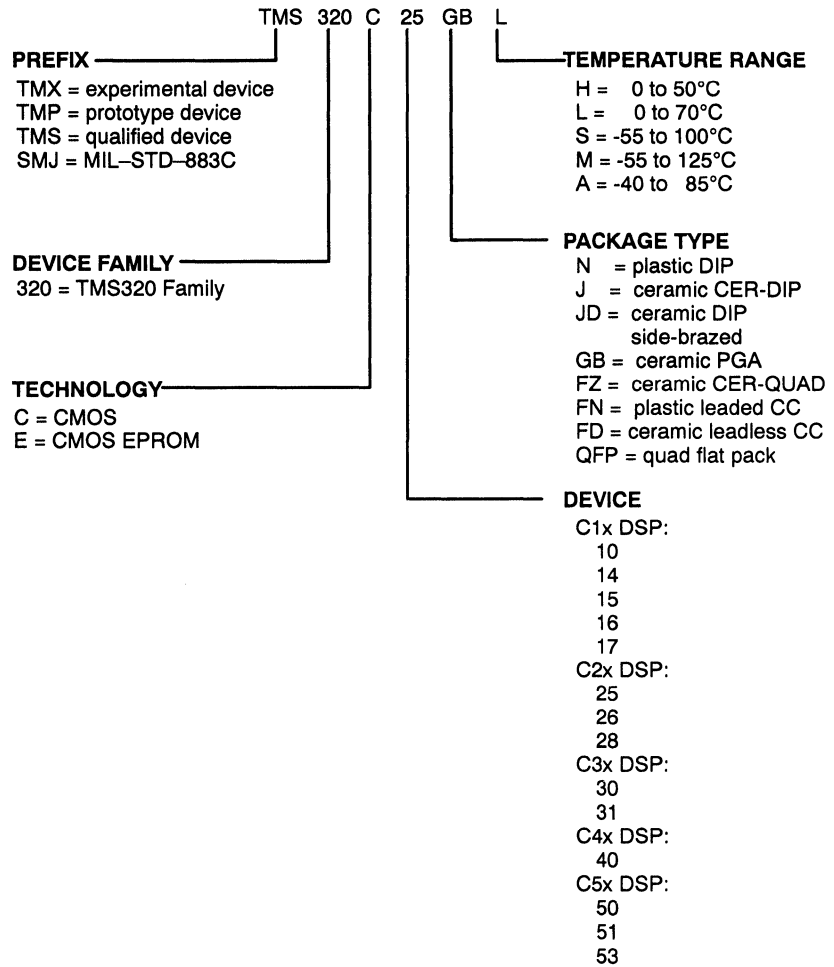 TMS 320 C 25 GB L
PREFIX
TMX = experimental device
TMP = prototype device
TMS = qualified device
SMJ = MIL–STD–883C
DEVICE FAMILY
320 = TMS320 Family
TECHNOLOGY
C = CMOS
E = CMOS EPROM
TEMPERATURE RANGE
H = 0 to 50°C
L = 0 to 70°C
S = -55 to 100°C
M = -55 to 125°C
A = -40 to 85°C
PACKAGE TYPE
N = plastic DIP
J = ceramic CER-DIP
JD = ceramic DIP
side-brazed
GB = ceramic PGA
FZ = ceramic CER-QUAD
FN = plastic leaded CC
FD = ceramic leadless CC
QFP = quad flat pack
DEVICE
C1x DSP:
10
14
15
16
17
C2x DSP:
25
26
28
C3x DSP:
30
31
C4x DSP:
40
C5x DSP:
50
51
53